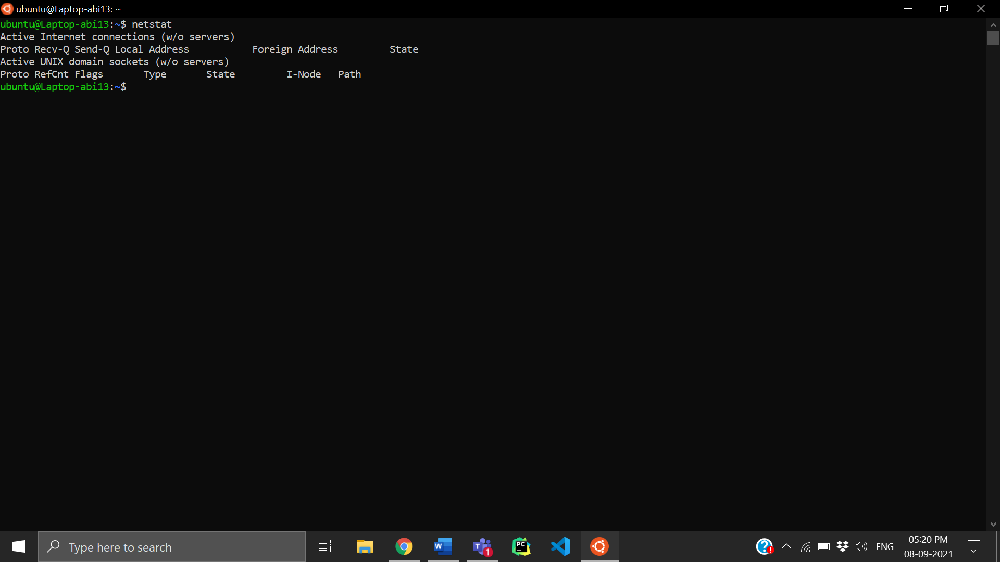 ubuntu@Laptop-abi13: ~
ubuntu@Laptop-abi13:~$ netstat
Active Internet connections (w/o servers)
Proto Recv-Q Send-Q Local Address           Foreign Address         State
Active UNIX domain sockets (w/o servers)
Proto RefCnt Flags       Type       State         I-Node   Path
ubuntu@Laptop-abi13:~$
Type here to search
W
T
1
PC
?
!
ENG
05:20 PM
08-09-2021